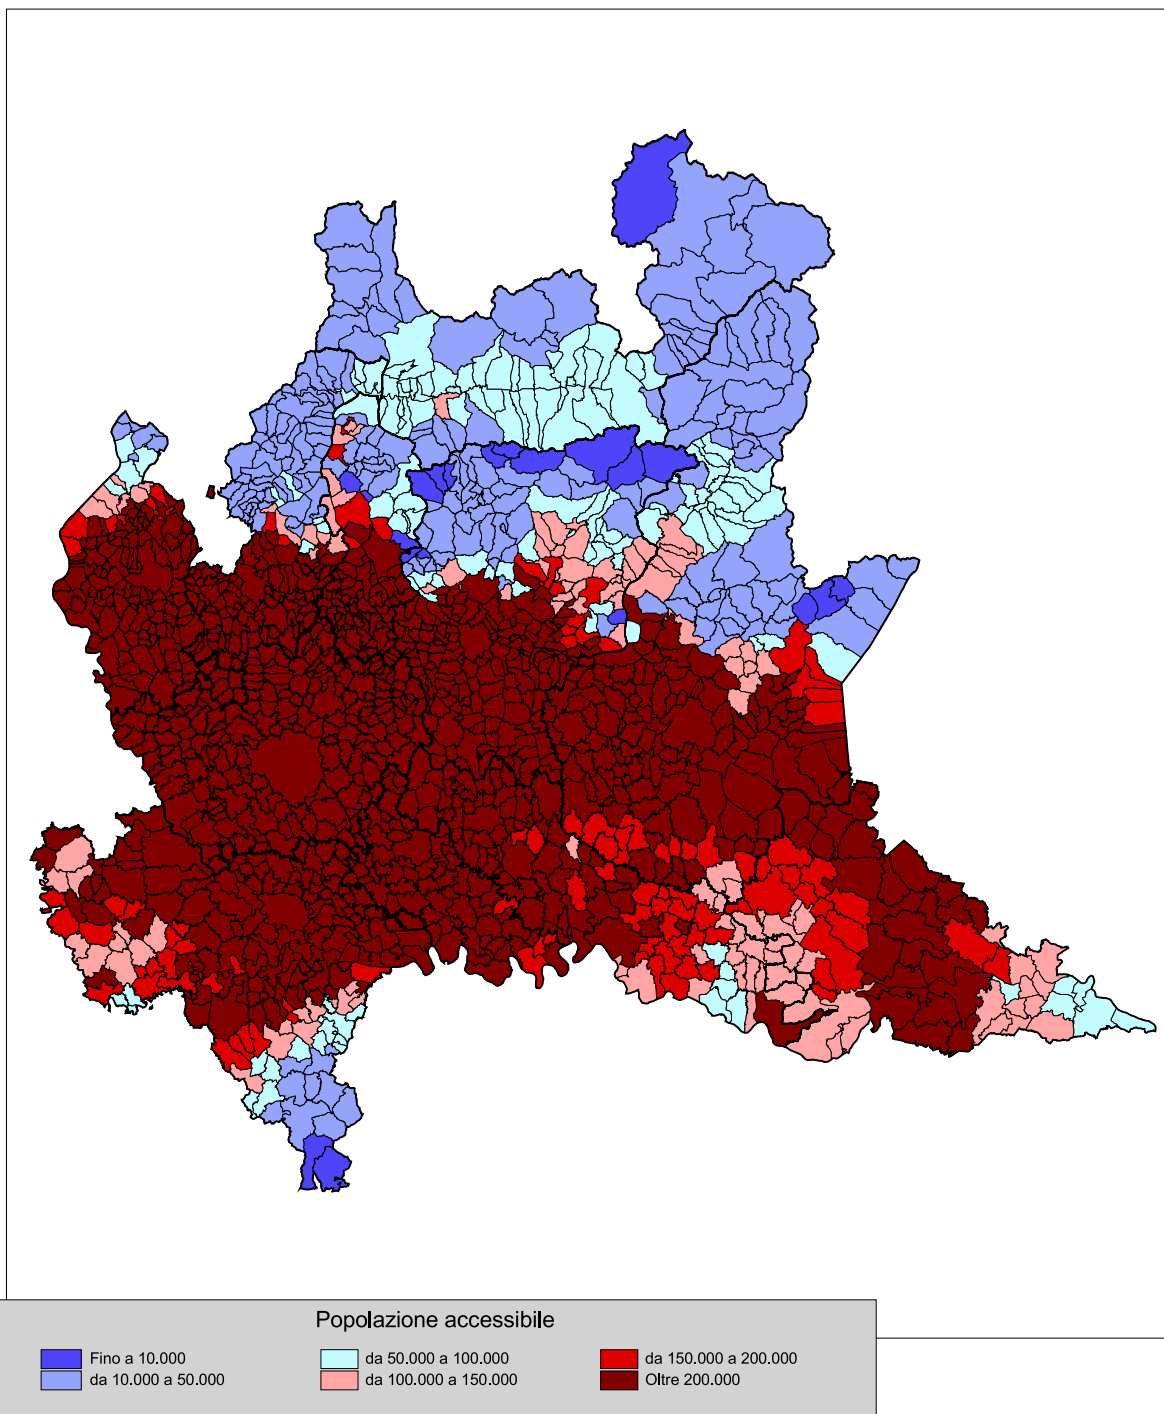 Popolazione accessibile
Fino a 10.000
da 10.000 a 50.000
da 50.000 a 100.000
da 100.000 a 150.000
da 150.000 a 200.000
Oltre 200.000